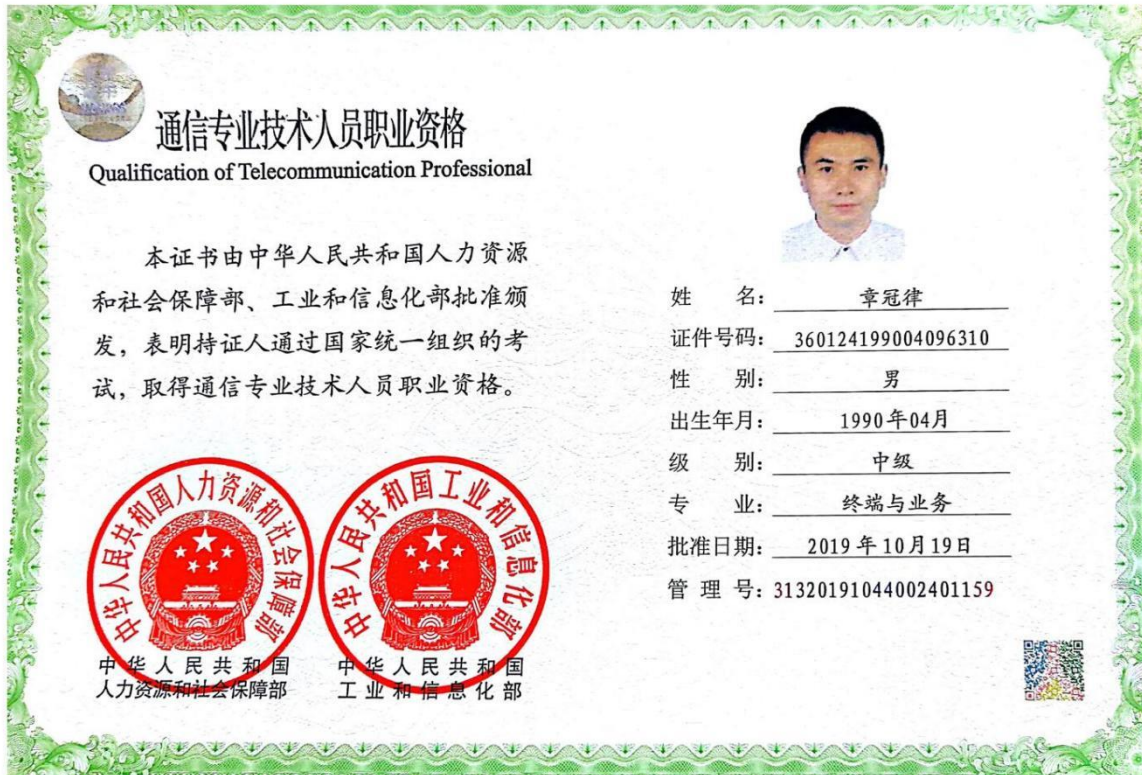 通信专业技术人员职业资格
Qualification of Telecommunication Professional
本证书由中华人民共和国人力资源
和社会保障部、工业和信息化部批准颁
发，表明持证人通过国家统一组织的考
试，取得通信专业技术人员职业资格。
中华人民共和国人力资源和社会保障部
中华人民共和国
人力资源和社会保障部
中华人民共和国工业和信息化部
中华人民共和国
工业和信息化部
姓 名： 章冠律
证件号码： 360124199004096310
性 别： 男
出生年月： 1990年04月
级 别： 中级
专 业： 终端与业务
批准日期： 2019年10月19日
管 理 号： 31320191044002401159